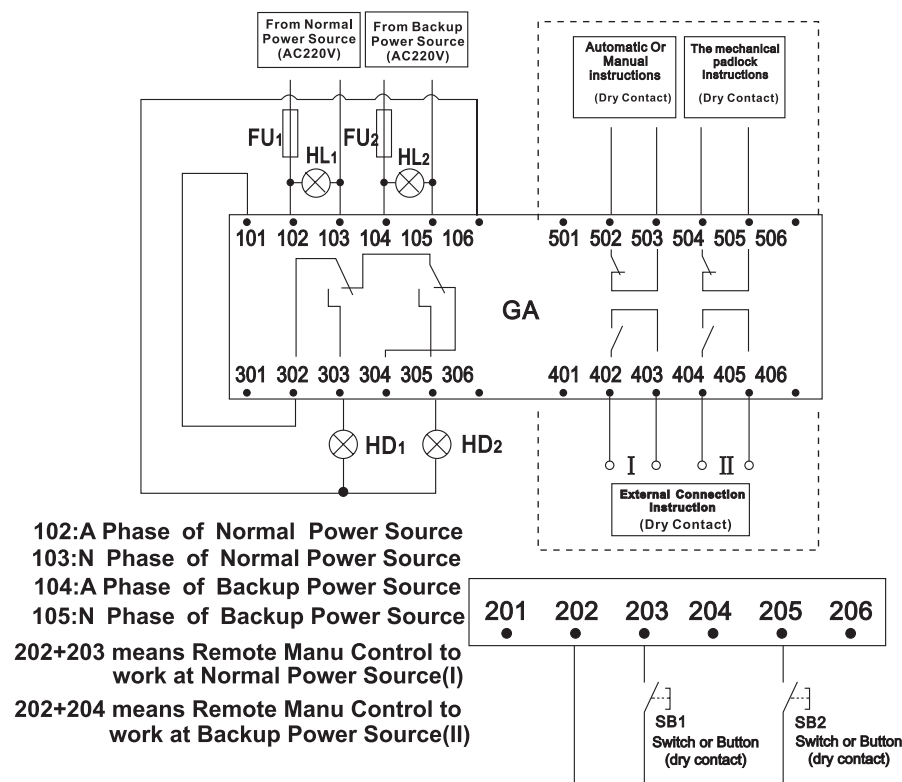 From Normal
Power Source
(AC220V)
From Backup
Power Source
(AC220V)
Automatic Or
Manual
instructions
(Dry Contact)
The mechanical
padlock
Instructions
(Dry Contact)
FU1
HL1
FU2
HL2
101 102 103 104 105 106
501 502 503 504 505 506
GA
301 302 303 304 305 306
401 402 403 404 405 406
HD1
HD2
I
II
External Connection
Instruction
(Dry Contact)
102:A Phase of Normal Power Source
103:N Phase of Normal Power Source
104:A Phase of Backup Power Source
105:N Phase of Backup Power Source
202+203 means Remote Manu Control to
work at Normal Power Source(I)
202+204 means Remote Manu Control to
work at Backup Power Source(II)
201 202 203 204 205 206
SB1
Switch or Button
(dry contact)
SB2
Switch or Button
(dry contact)